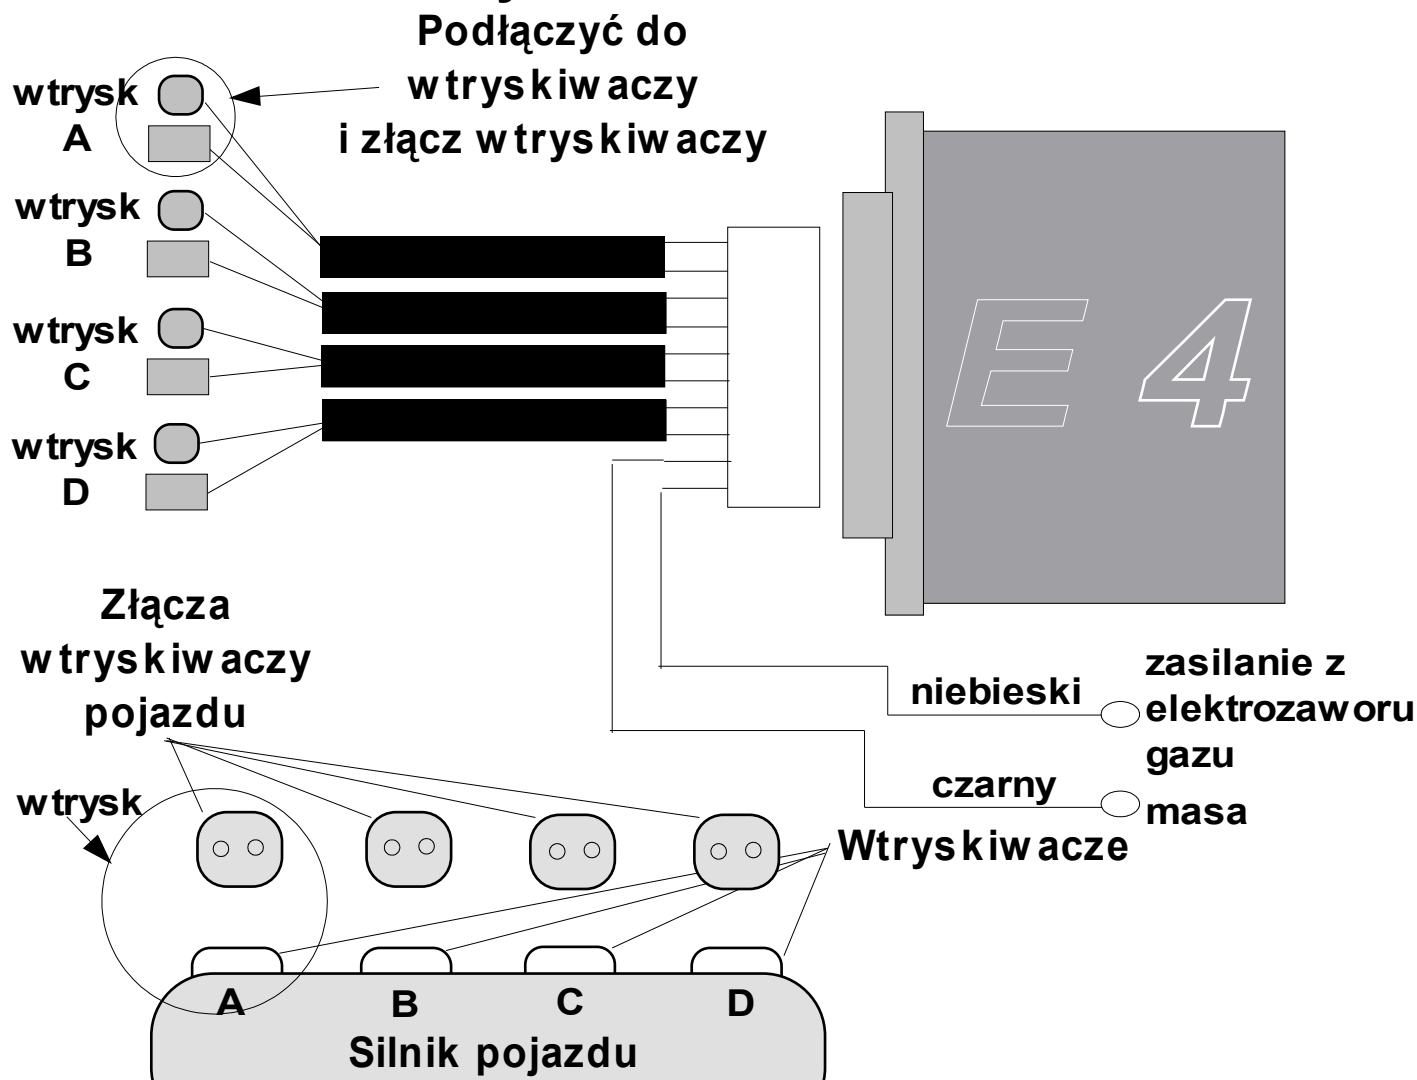 Podłączyć do
wtryskiwaczy
i złącz wtryskiwaczy
wtrysk
A
wtrysk
B
wtrysk
C
wtrysk
D
E 4
Złącza
wtryskiwaczy
pojazdu
niebieski
zasilanie z
elektrozaworu
gazu
czarny
masa
wtrysk
Wtryskiwacze
A
B
C
D
Silnik pojazdu